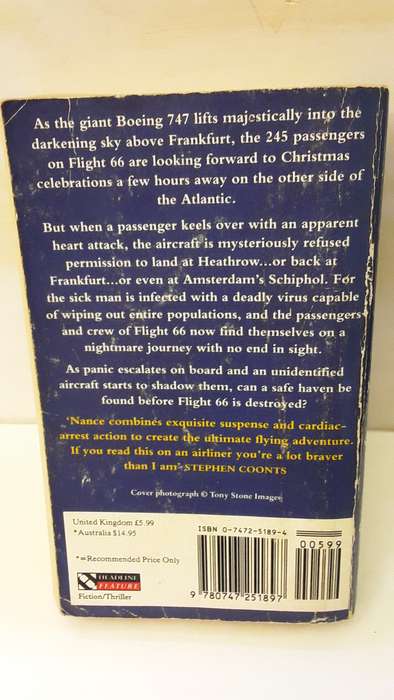 As the giant Boeing 747 lifts majestically into the
darkening sky above Frankfurt, the 245 passengers
on Flight 66 are looking forward to Christmas
celebrations a few hours away on the other side of
the Atlantic.
But when a passenger keels over with an apparent
heart attack, the aircraft is mysteriously refused
permission to land at Heathrow...or back at
Frankfurt...or even at Amsterdam's Schiphol. For
the sick man is infected with a deadly virus capable
of wiping out entire populations, and the passengers
and crew of Flight 66 now find themselves on a
nightmare journey with no end in sight.
As panic escalates on board and an unidentified
aircraft starts to shadow them, can a safe haven be
found before Flight 66 is destroyed?
'Nance combines exquisite suspense and cardiac-
arrest action to create the ultimate flying adventure.
If you read this on an airliner you're a lot braver
than I am' STEPHEN COONTS
Cover photograph © Tony Stone Images
United Kingdom £5.99
*Australia $14.95
*=Recommended Price Only
HEADLINE
FEATURE
Fiction/Thriller
ISBN 0-7472-5189-4
00599
9 780747 251897